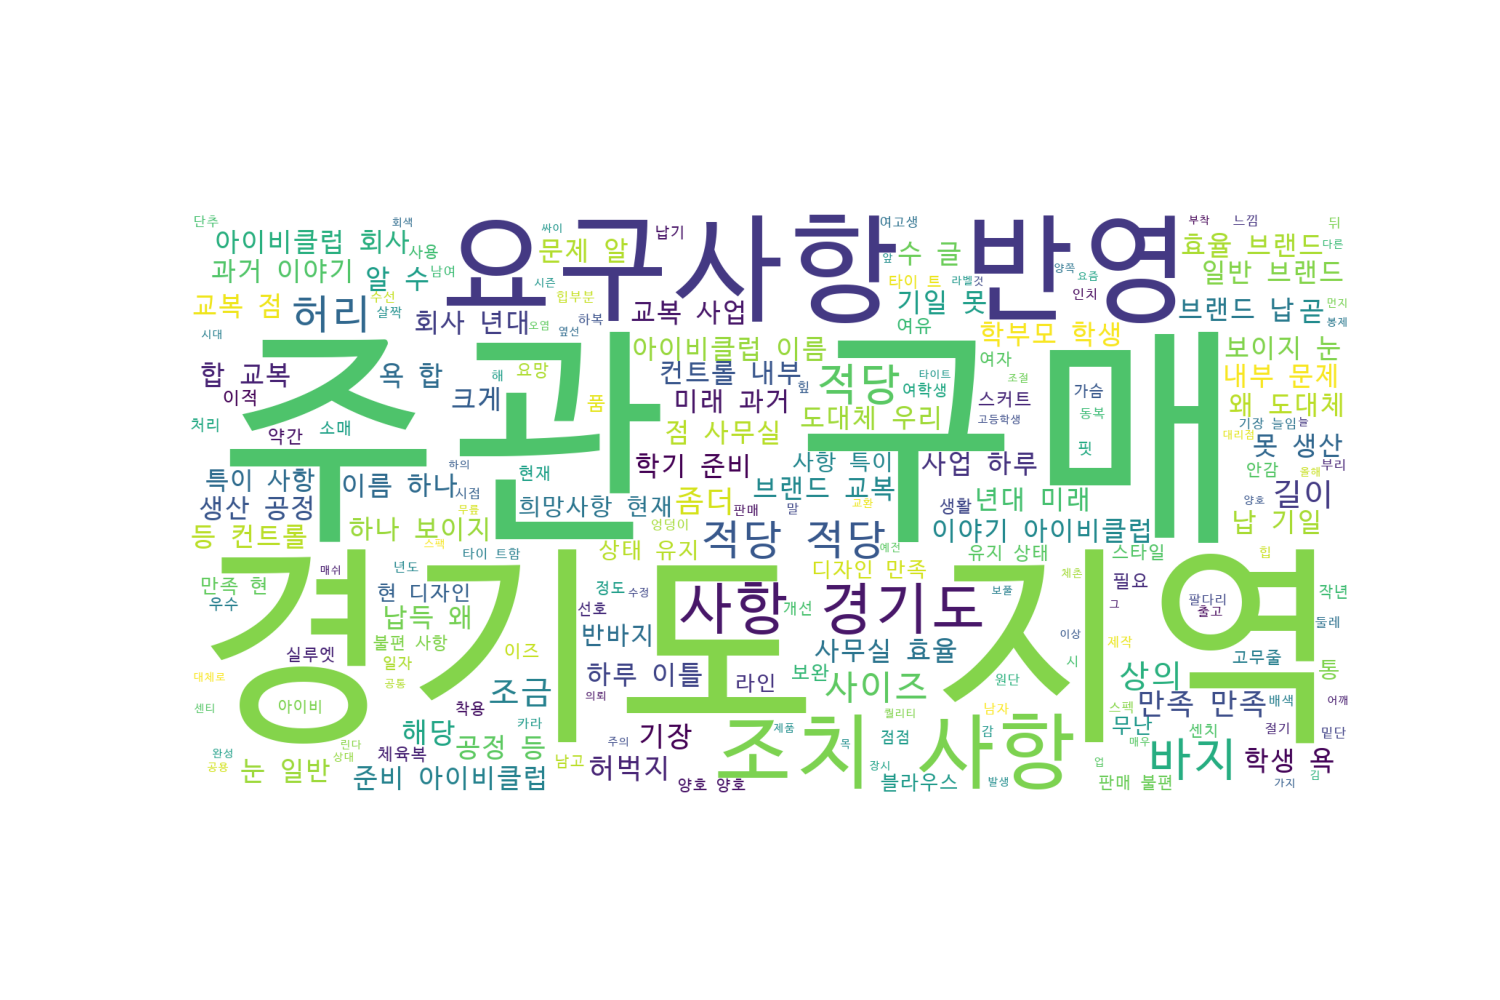 단추
회색
싸이
납기
여고생
부착
느낌
뒤
아이비클럽 회사
사용
요구사항 반영
문제 알
앞
수 글
양쪽
요즘
효율 브랜드
다른
과거 이야기
알 수
남여
시즌
타이 트
라벨것
인치
일반 브랜드
교복 점
허리
수선
살짝
합부분
하복
교복 사업
기일 못
여유
브랜드 납
곧
먼지
봉제
시대
회사 년대
오염
옆선
학부모 학생
아이비클럽 이름
여자
보이지 눈
합 교복
욕 합
해
요망
컨트롤 내부
적당
타이트
여학생
조절
가슴
내부 문제
이적
크게
품
미래 과거
힢
스커트
동복
왜 도대체
처리
약간
소매
주관 구매
점 사무실
도대체 우리
고등학생
핏
기장 늘임
늘
대리점
못 생산
특이 사항
이름 하나
하의
현재
학기 준비
사항 특이
사업 하루
안감
올해
부리
생산 공정
시점
희망사항 현재
좀더
판매
브랜드 교복
말
교완
생활
년대 미래
양호
길이
등 컨트롤
하나 보이지
무릎
스펙
엉덩이
적당 적당
예전
이야기 아이비클럽
납 기일
매쉬
타이 트함
상태 유지
유지 상태
스타일
힙
만족 현
우수
년도
현 디자인
정도
수정
디자인 만족
보풀
체촌
필요
팔다리
출고
작년
경기도 지역
납득 왜
선호
사항 경기도
개선
그
불편 사항
반바지
이상
제작
둘레
실루엣
일자
이즈
사무실 효율
시
고무줄
대체로
공통
하루 이틀
라인
보완
원단
상의
통
센티
아이비
조금
의뢰
사이즈
스펙
만족 만족
배색
어깨
착용
카라
퀄리티
남자
무난
해당
기장
조치 사항
제품
점점
감
센치
절기
밑단
완성
린다
상대
체육복
공정 등
주의
목
매우
바지
학생 욕
공용
눈 일반
준비 아이비클럽
남고
허벅지
장시
업
김
양호 양호
블라우스
발생
판매 불편
가지